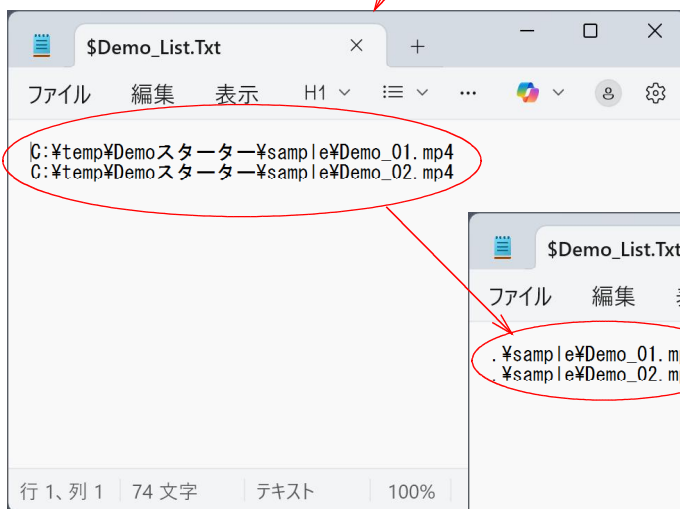 $Demo_List.Txt
ファイル 編集 表示 H1
C:¥temp¥Demoスターター¥sample¥Demo_01.mp4
C:¥temp¥Demoスターター¥sample¥Demo_02.mp4
行 1、列 1 74 文字 テキスト 100%
$Demo_List.Txt
ファイル 編集
.¥sample¥Demo_01.mp
.¥sample¥Demo_02.mp